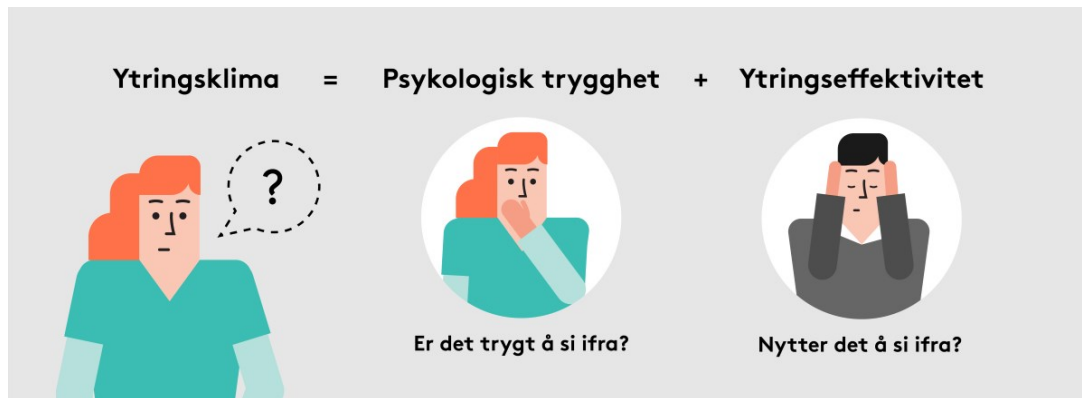 Ytringsklima = Psykologisk trygghet + Ytringseffektivitet
?
Er det trygt å si ifra?
Nytter det å si ifra?